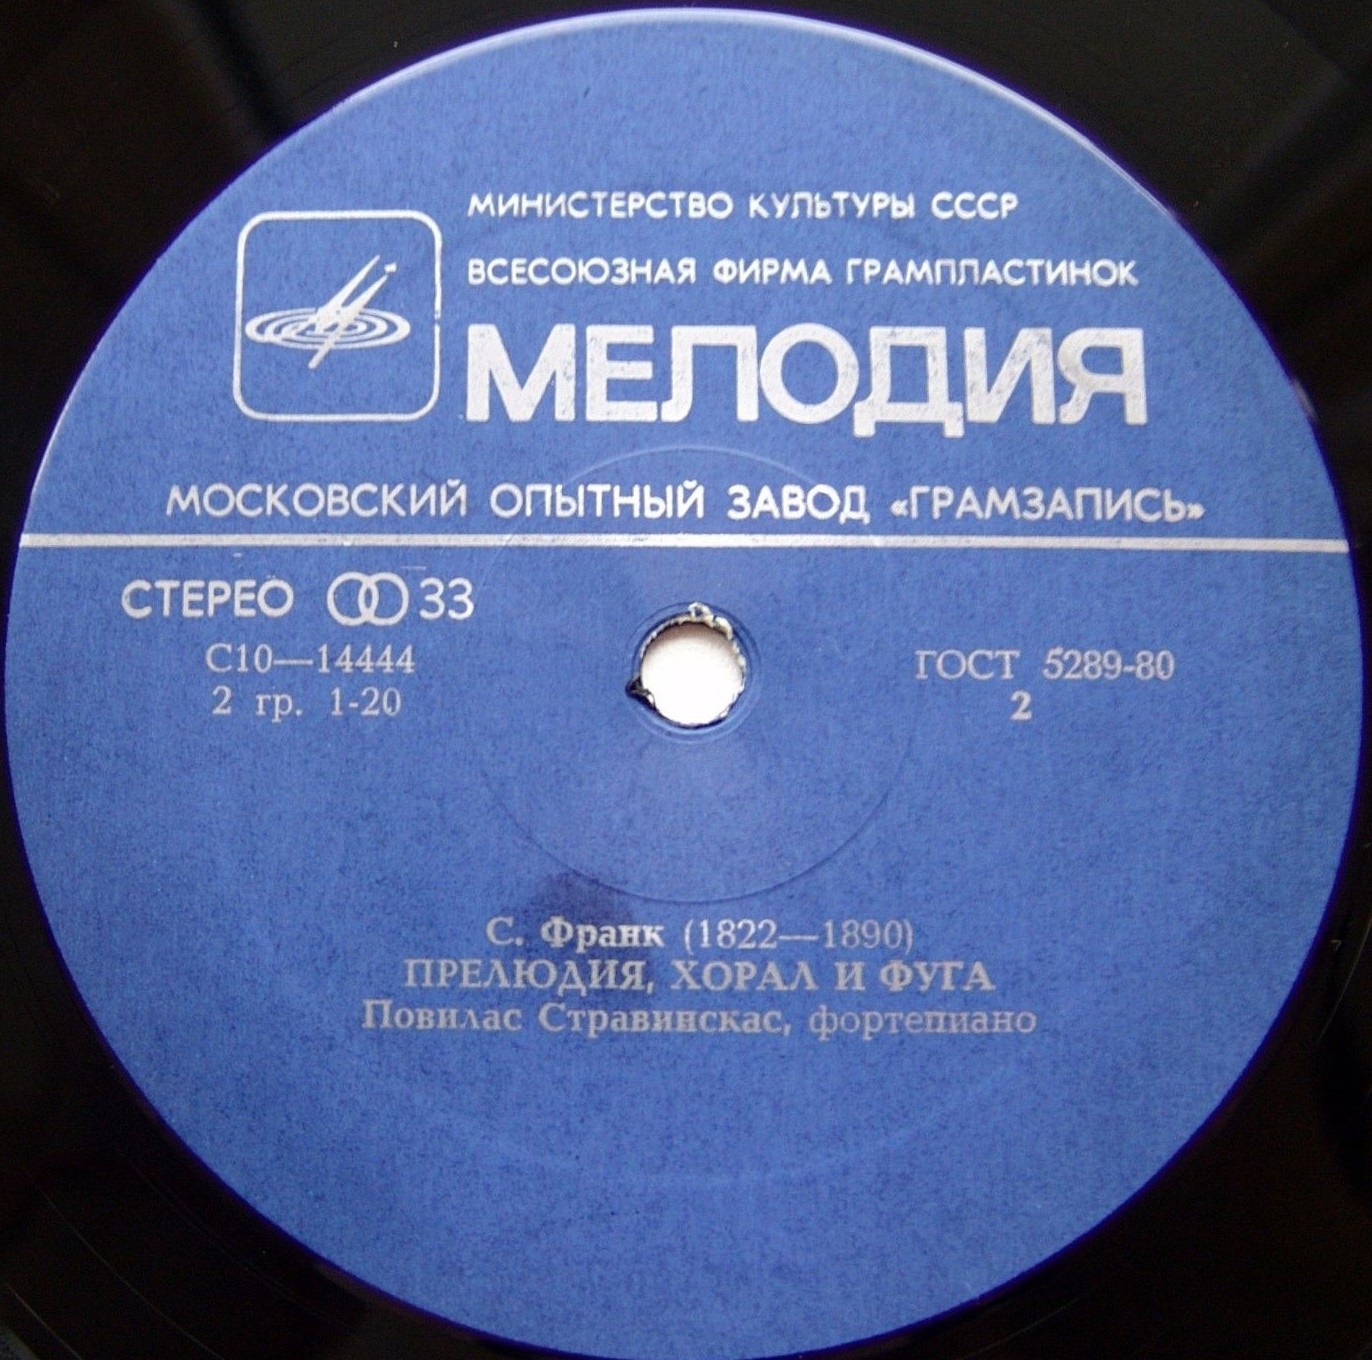 МИНИСТЕРСТВО КУЛЬТУРЫ СССР
ВСЕСОЮЗНАЯ ФИРМА ГРАМПЛАСТИНОК
МЕЛОДИЯ
МОСКОВСКИЙ ОПЫТНЫЙ ЗАВОД «ГРАМЗАПИСЬ»
СТЕРЕО 33
С10—14444
2 гр. 1-20
ГОСТ 5289-80
2
С. Франк (1822—1890)
ПРЕЛЮДИЯ, ХОРАЛ И ФУГА
Повилас Стравинскас, фортепиано